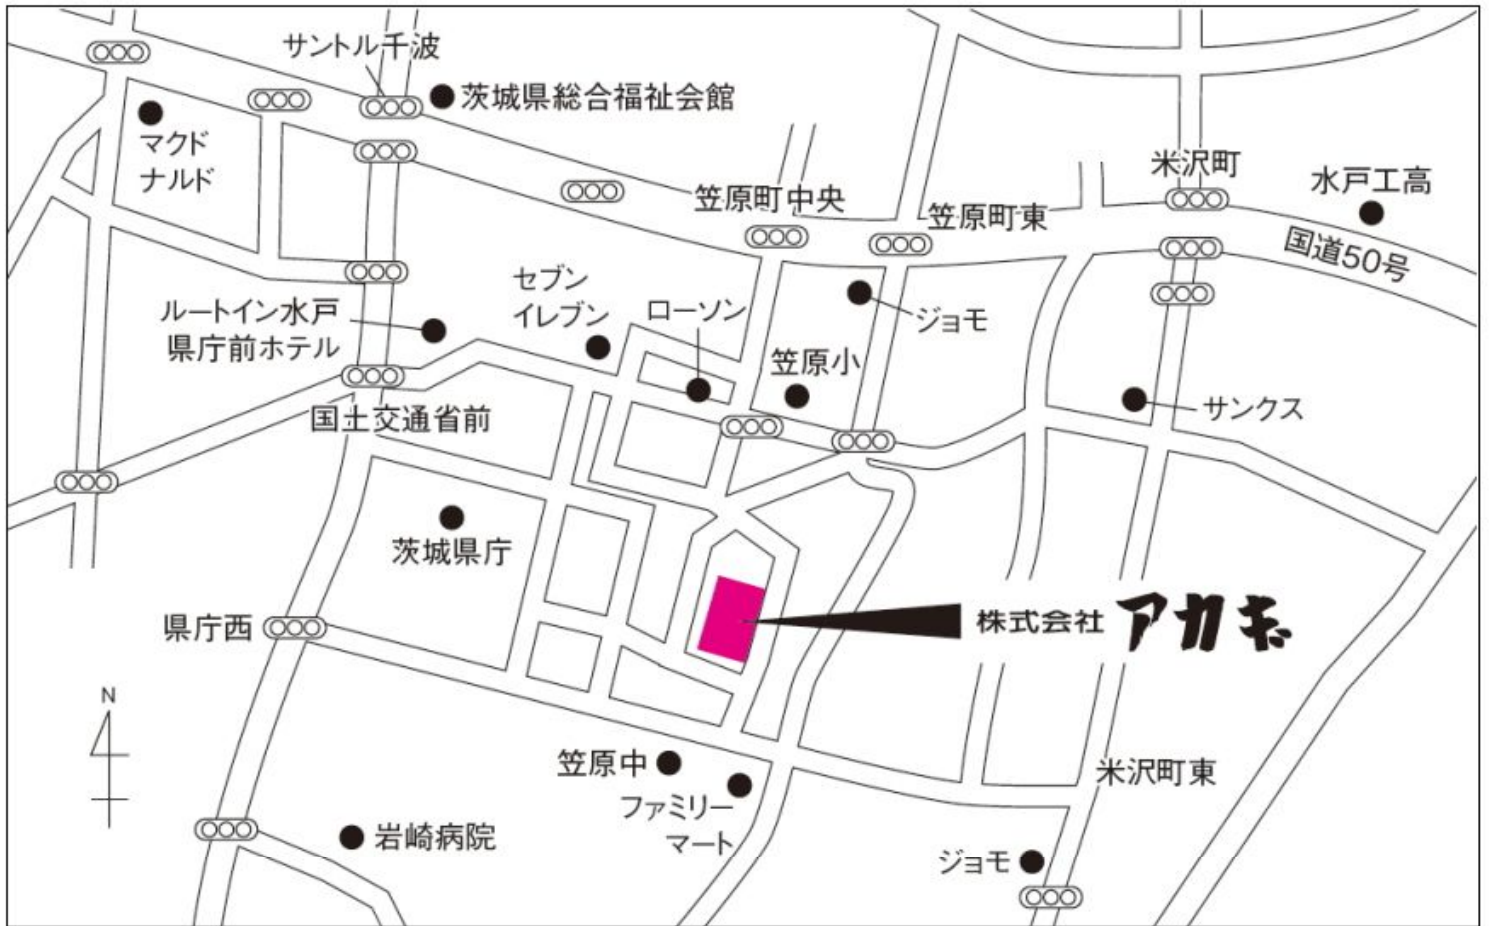 サントル千波
茨城県総合福祉会館
マクド
ナルド
笠原町中央
笠原町東
米沢町
水戸工高
国道50号
セブン
イレブン
ローソン
ジョモ
ルートイン水戸
県庁前ホテル
笠原小
サンクス
国土交通省前
茨城県庁
県庁西
株式会社 アカギ
N
笠原中
ファミリー
マート
米沢町東
岩崎病院
ジョモ